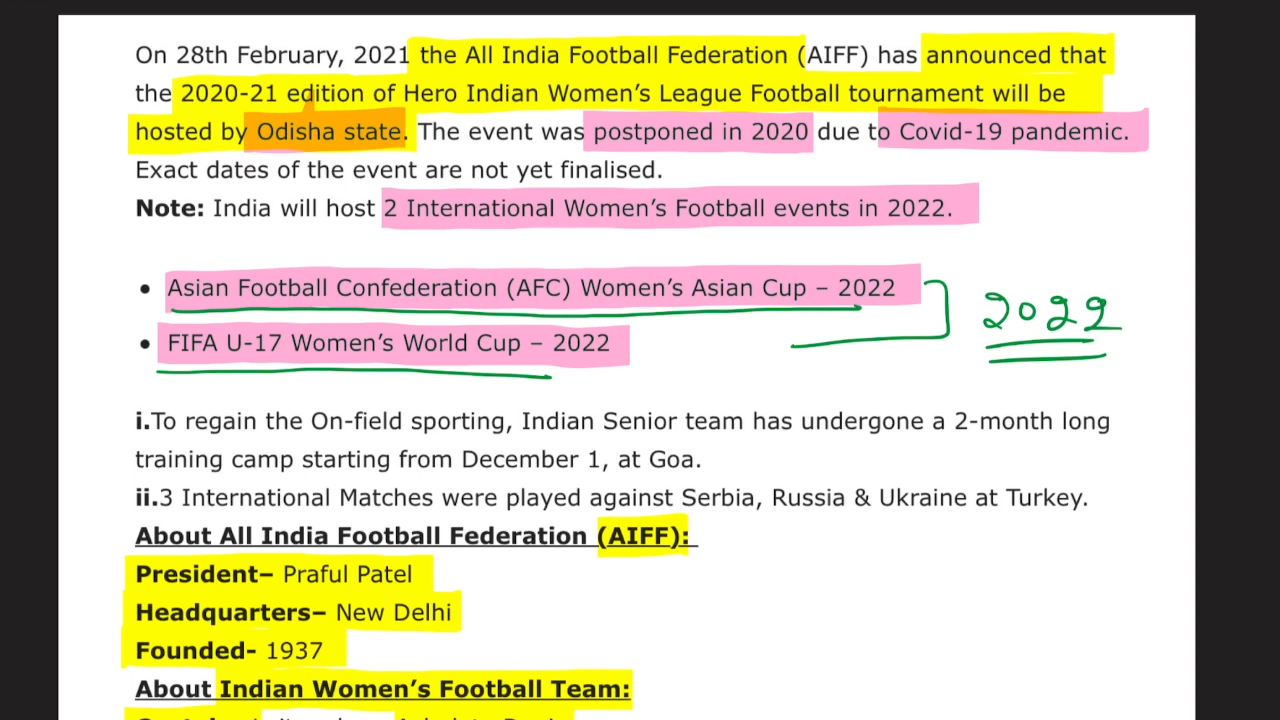 On 28th February, 2021 the All India Football Federation (AIFF) has announced that
the 2020-21 edition of Hero Indian Women’s League Football tournament will be
hosted by Odisha state. The event was postponed in 2020 due to Covid-19 pandemic.
Exact dates of the event are not yet finalised.
Note: India will host 2 International Women’s Football events in 2022.
• Asian Football Confederation (AFC) Women’s Asian Cup – 2022
2022
• FIFA U-17 Women’s World Cup – 2022
i.To regain the On-field sporting, Indian Senior team has undergone a 2-month long
training camp starting from December 1, at Goa.
ii.3 International Matches were played against Serbia, Russia & Ukraine at Turkey.
About All India Football Federation (AIFF):
President– Praful Patel
Headquarters– New Delhi
Founded- 1937
About Indian Women’s Football Team: